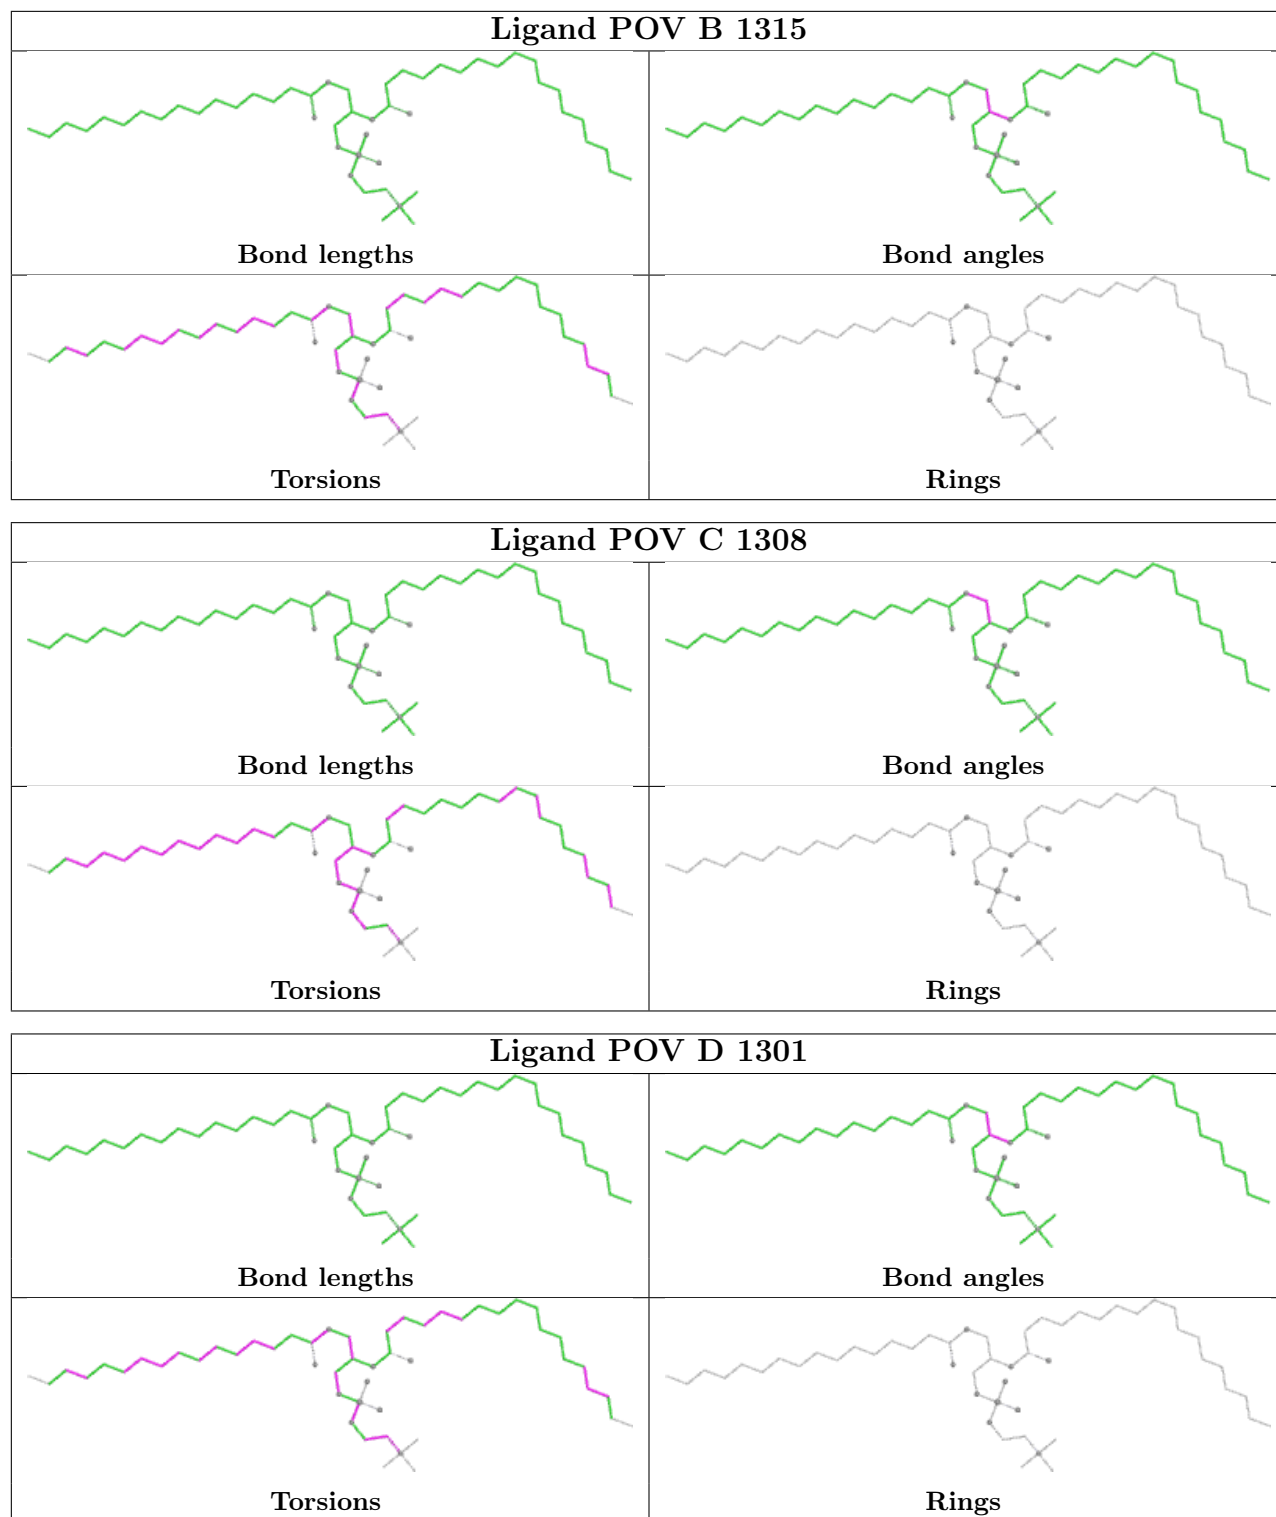 Ligand POV B 1315
Bond lengths
Bond angles
Torsions
Rings
Ligand POV C 1308
Bond lengths
Bond angles
Torsions
Rings
Ligand POV D 1301
Bond lengths
Bond angles
Torsions
Rings